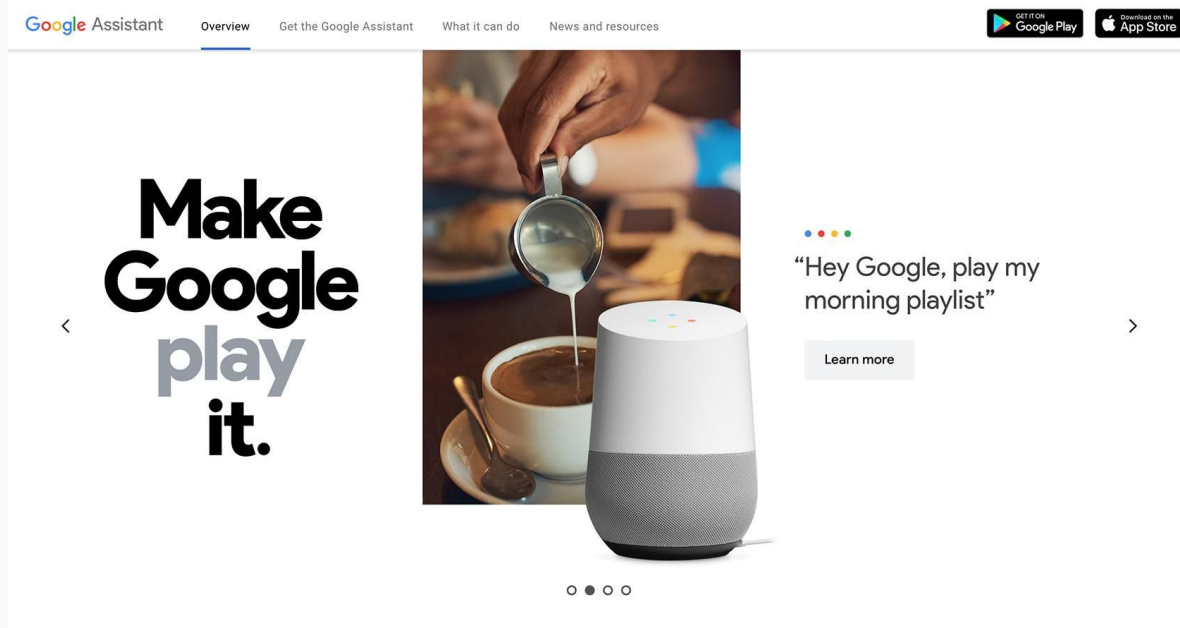 Google Assistant
Overview
Get the Google Assistant
What it can do
News and resources
GET IT ON
Google Play
Download on the
App Store
Make
Google
play
it.
“Hey Google, play my
morning playlist”
Learn more